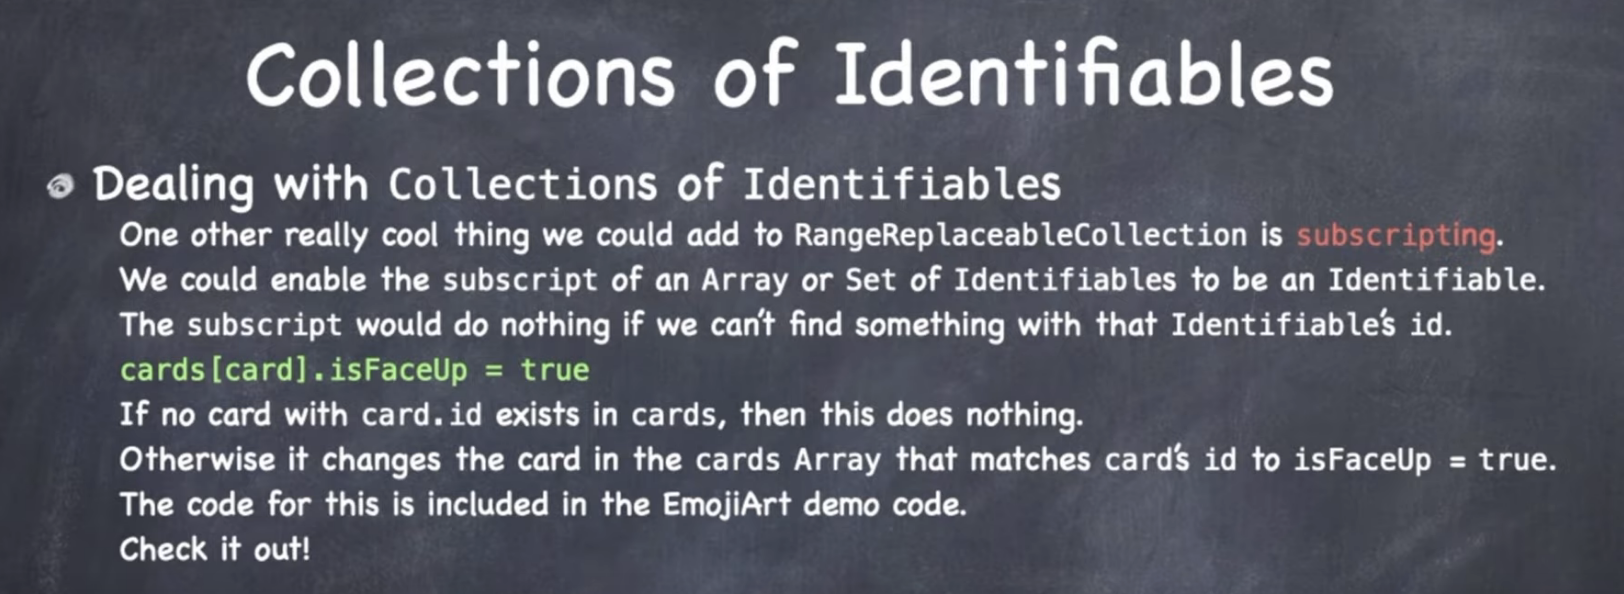 Collections of Identifiables
Dealing with Collections of Identifiables
One other really cool thing we could add to RangeReplaceableCollection is subscripting.
We could enable the subscript of an Array or Set of Identifiables to be an Identifiable.
The subscript would do nothing if we can't find something with that Identifiable's id.
cards[card].isFaceUp = true
If no card with card.id exists in cards, then this does nothing.
Otherwise it changes the card in the cards Array that matches card's id to isFaceUp = true.
The code for this is included in the EmojiArt demo code.
Check it out!